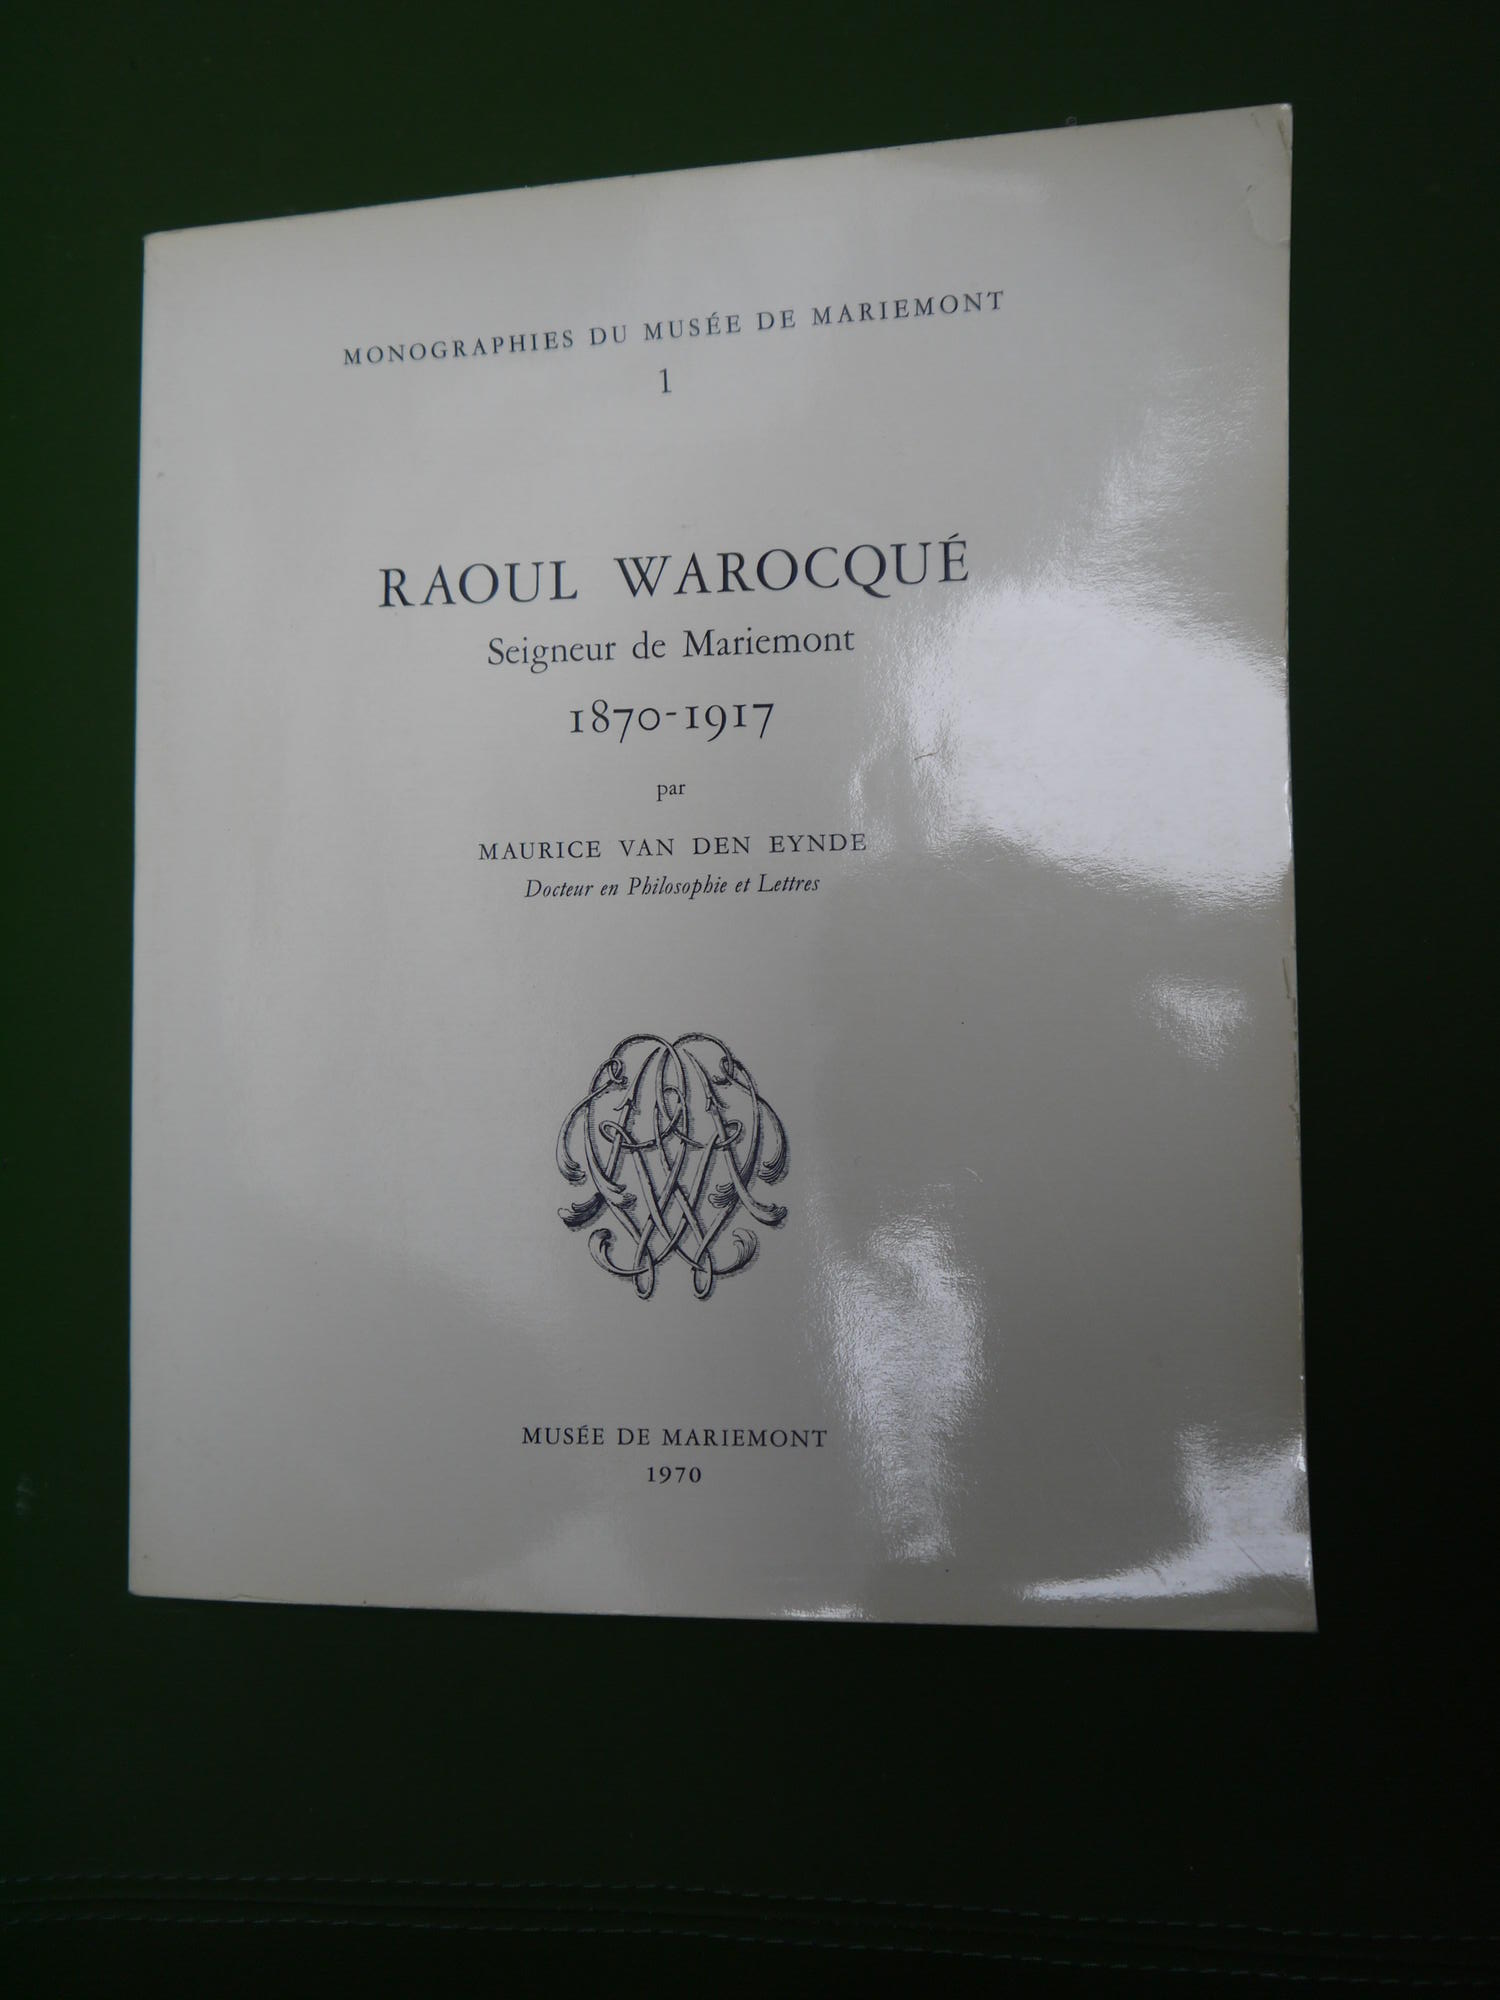 MONOGRAPHIES DU MUSÉE DE MARIEMONT
1
RAOUL WAROCQUÉ
Seigneur de Mariemont
1870-1917
par
MAURICE VAN DEN EYNDE
Docteur en Philosophie et Lettres
MUSÉE DE MARIEMONT
1970